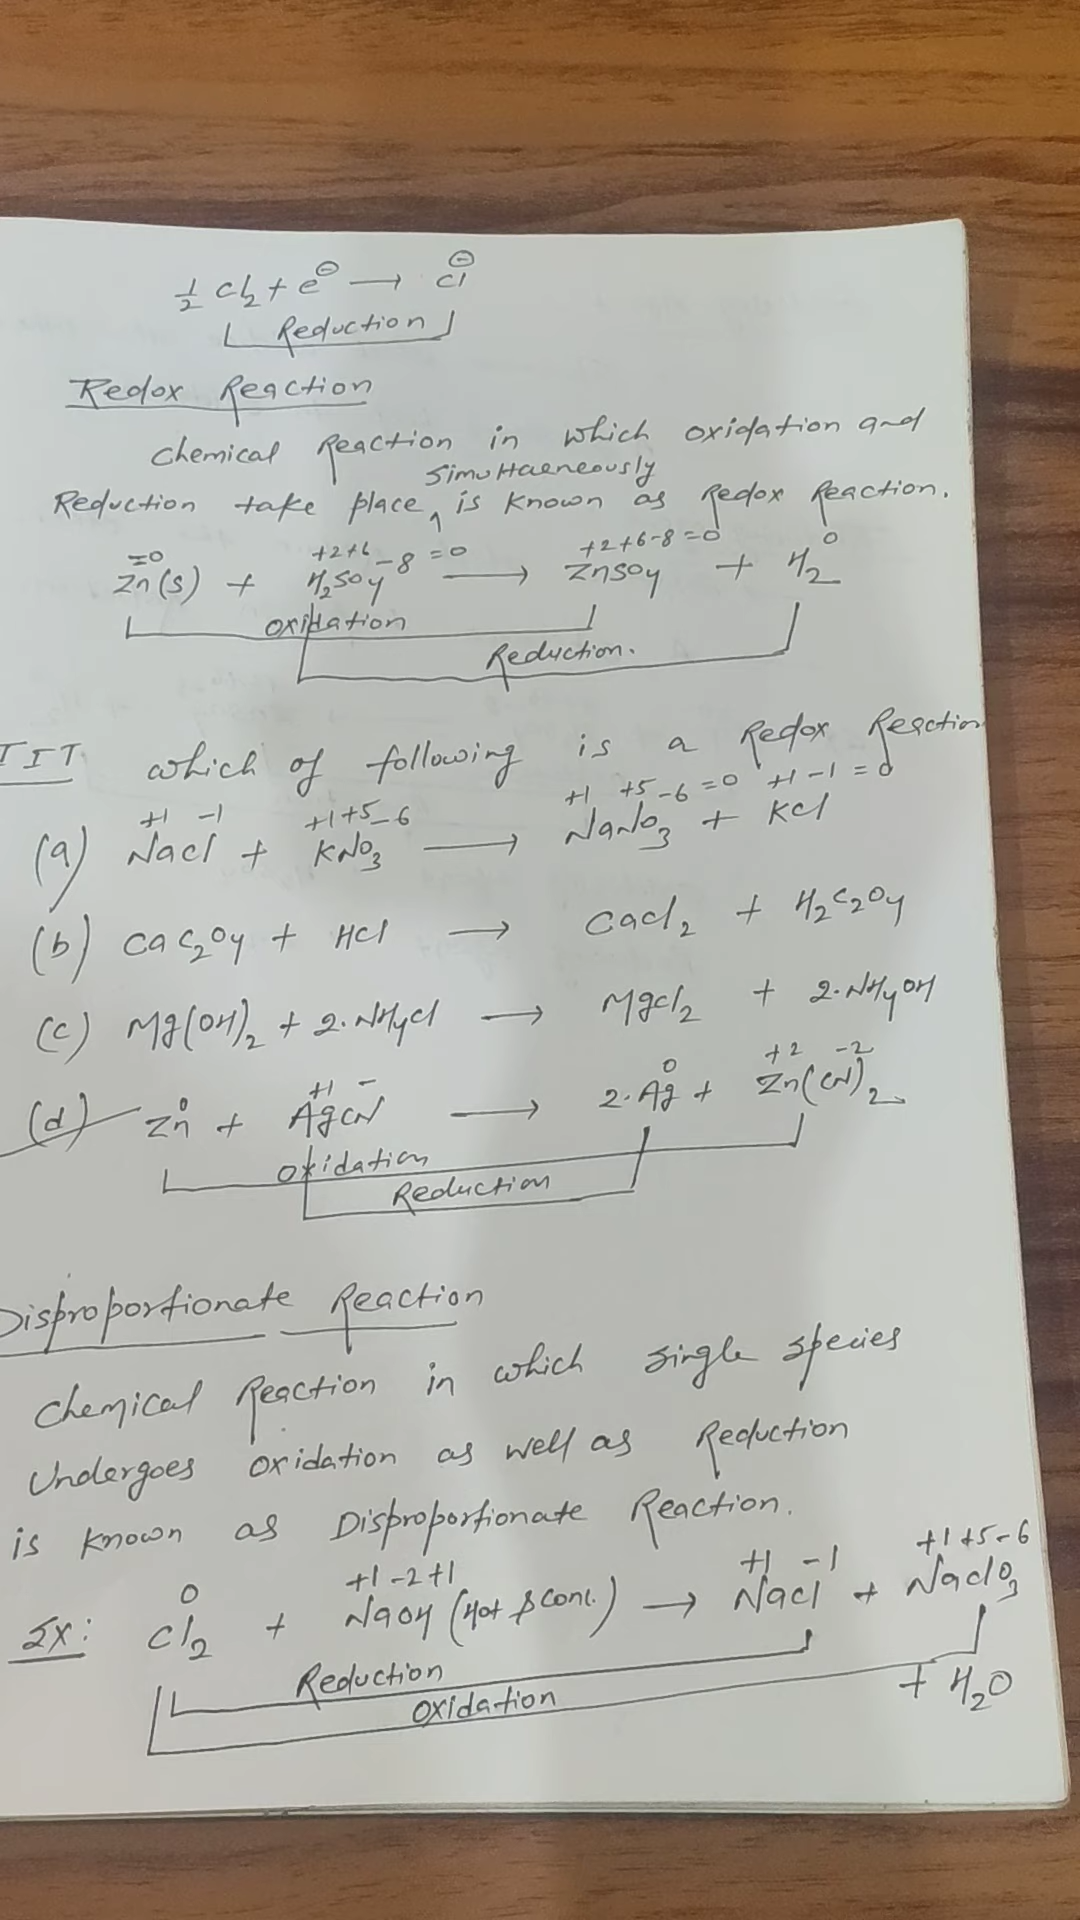 ½ Cl₂ + e⊖ → Cl⊖
Reduction
Redox Reaction
Chemical Reaction in which oxidation and
Simultaeneously
Reduction take place ∧ is known as Redox Reaction.
=0 +2+6-8=0 +2+6-8=0 0
Zn(s) + H₂SO₄ → ZnSO₄ + H₂
oxidation
Reduction.
IIT which of following is a Redox Reaction
+1 -1 +1+5-6 +1 +5-6=0 +1-1=0
(a) NaCl + KNO₃ → NaNO₃ + KCl
(b) CaC₂O₄ + HCl → CaCl₂ + H₂C₂O₄
(c) Mg(OH)₂ + 2.NH₄Cl → MgCl₂ + 2.NH₄OH
0 +1 - 0 +2 -2
(d) Zn + AgCN → 2.Ag + Zn(CN)₂
oxidation
Reduction
Disproportionate Reaction
Chemical Reaction in which single species
Undergoes oxidation as well as Reduction
is known as Disproportionate Reaction.
0 +1-2+1 +1 -1 +1+5-6
Ex: Cl₂ + NaOH (Hot & Conc.) → NaCl + NaClO₃
Reduction
+ H₂O
oxidation